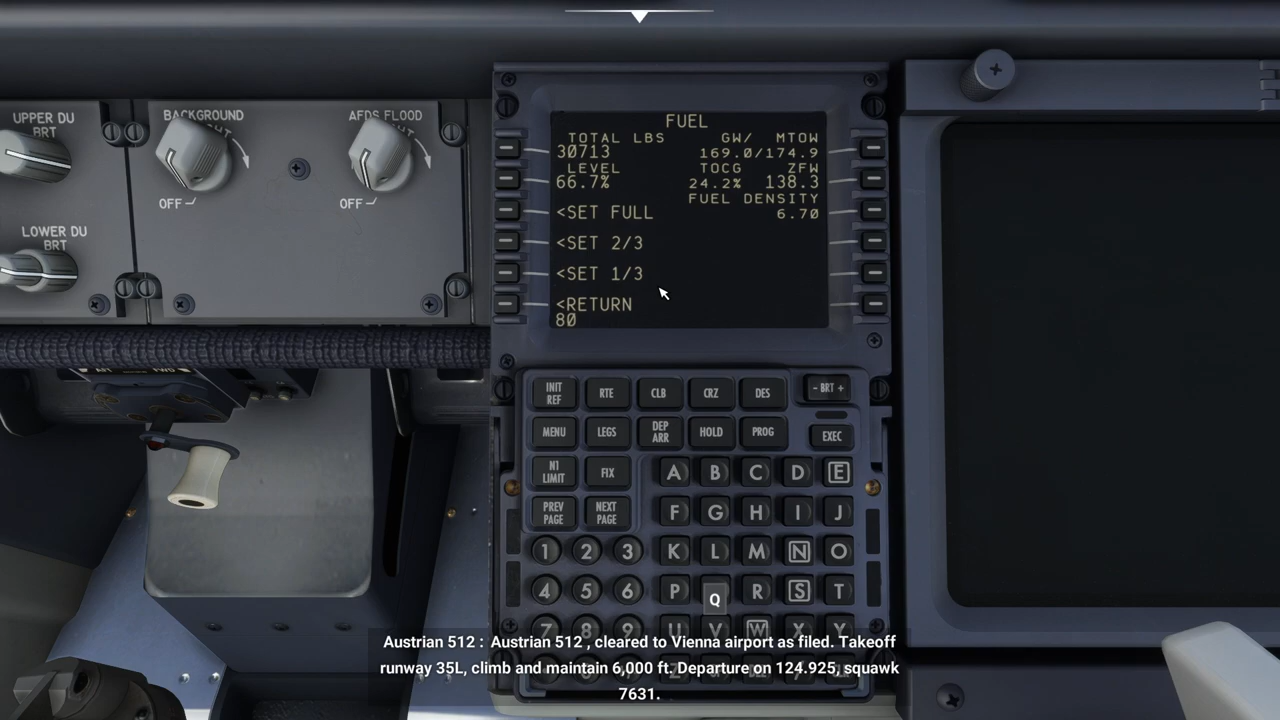 UPPER DU
BRT
BACKGROUND
AFDS FLOOD
OFF
OFF
LOWER DU
BRT
FUEL
TOTAL LBS GW/ MTOW
30713 169.0/174.9
LEVEL TOCG ZFW
66.7% 24.2% 138.3
FUEL DENSITY
<SET FULL 6.70
<SET 2/3
<SET 1/3
<RETURN
80
INIT REF RTE CLB CRZ DES - BRT +
MENU LEGS DEP ARR HOLD PROG EXEC
N1 LIMIT FIX A B C D E
PREV PAGE NEXT PAGE F G H I J
1 2 3 K L M N O
4 5 6 P Q R S T
7 8 9 U V W X Y
Z
Austrian 512 : Austrian 512 , cleared to Vienna airport as filed. Takeoff
runway 35L, climb and maintain 6,000 ft. Departure on 124.925, squawk
7631.